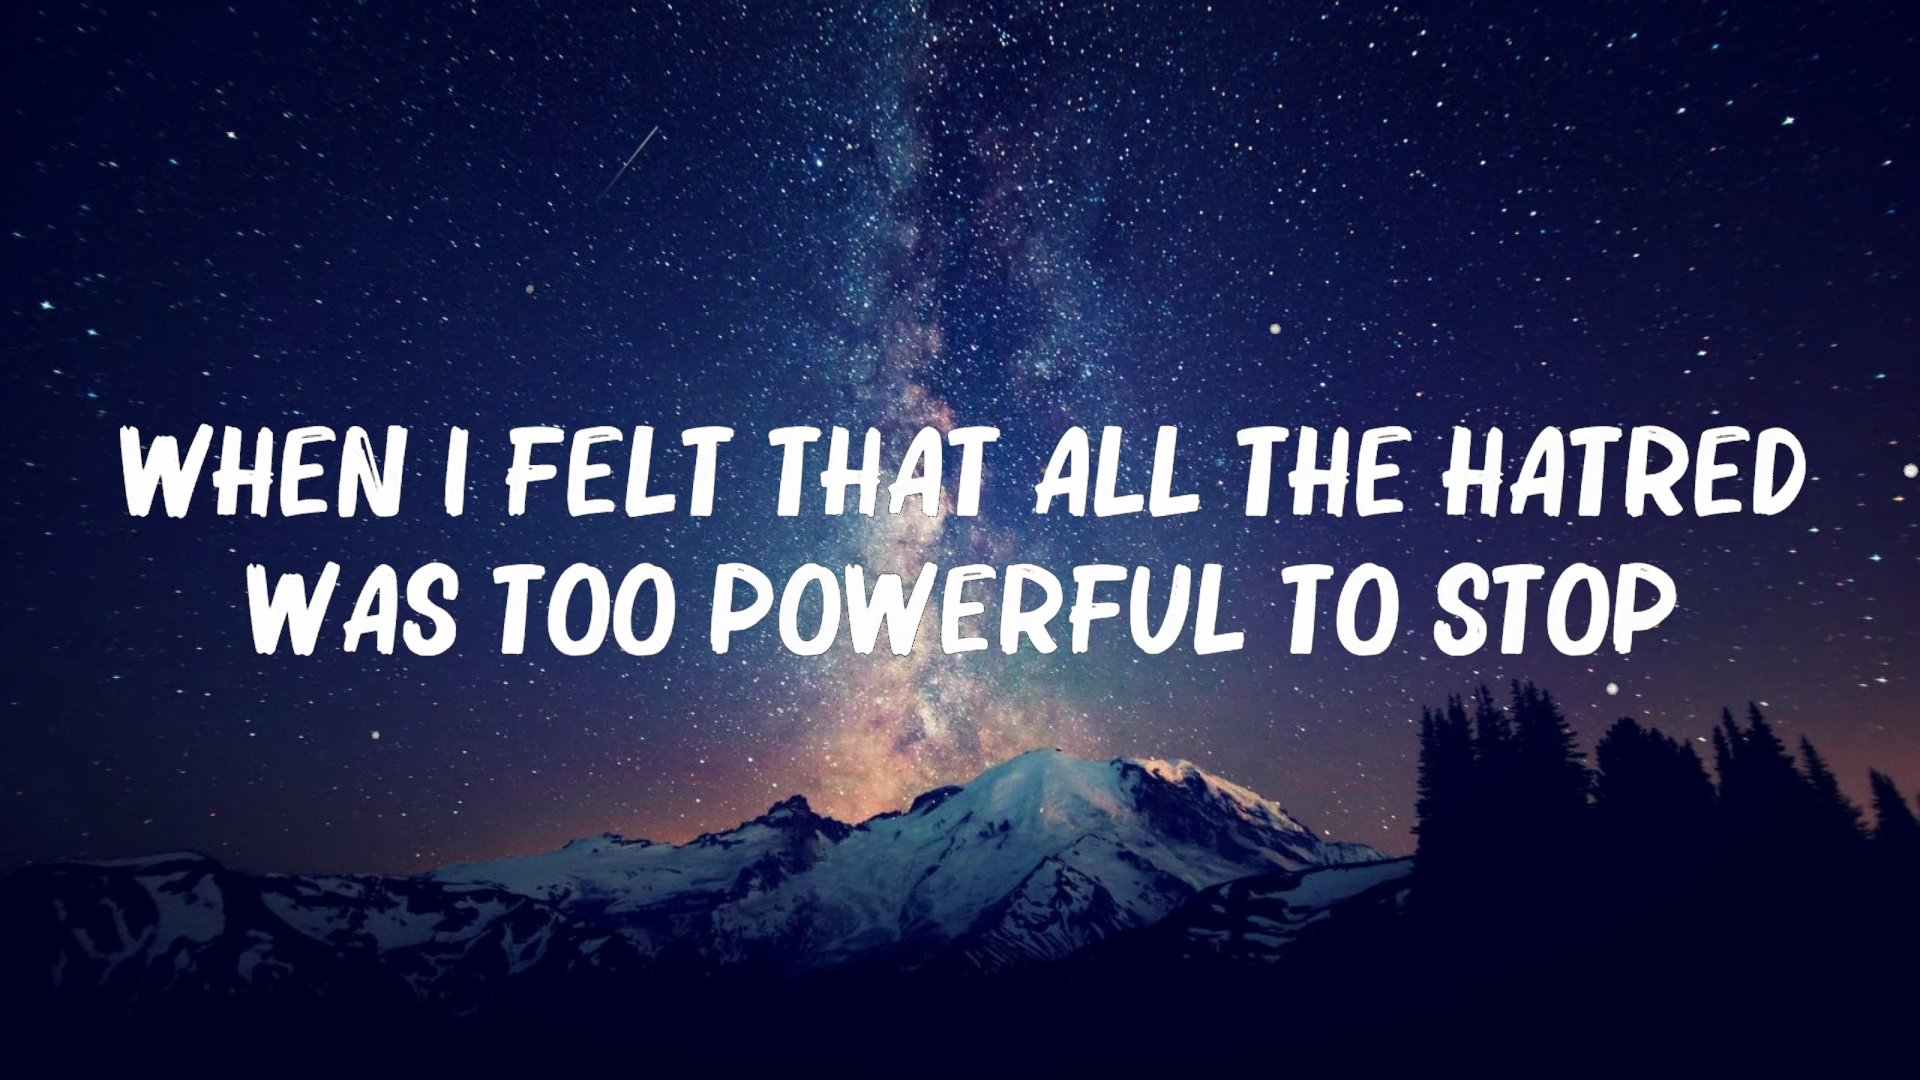 WHEN I FELT THAT ALL THE HATRED
WAS TOO POWERFUL TO STOP